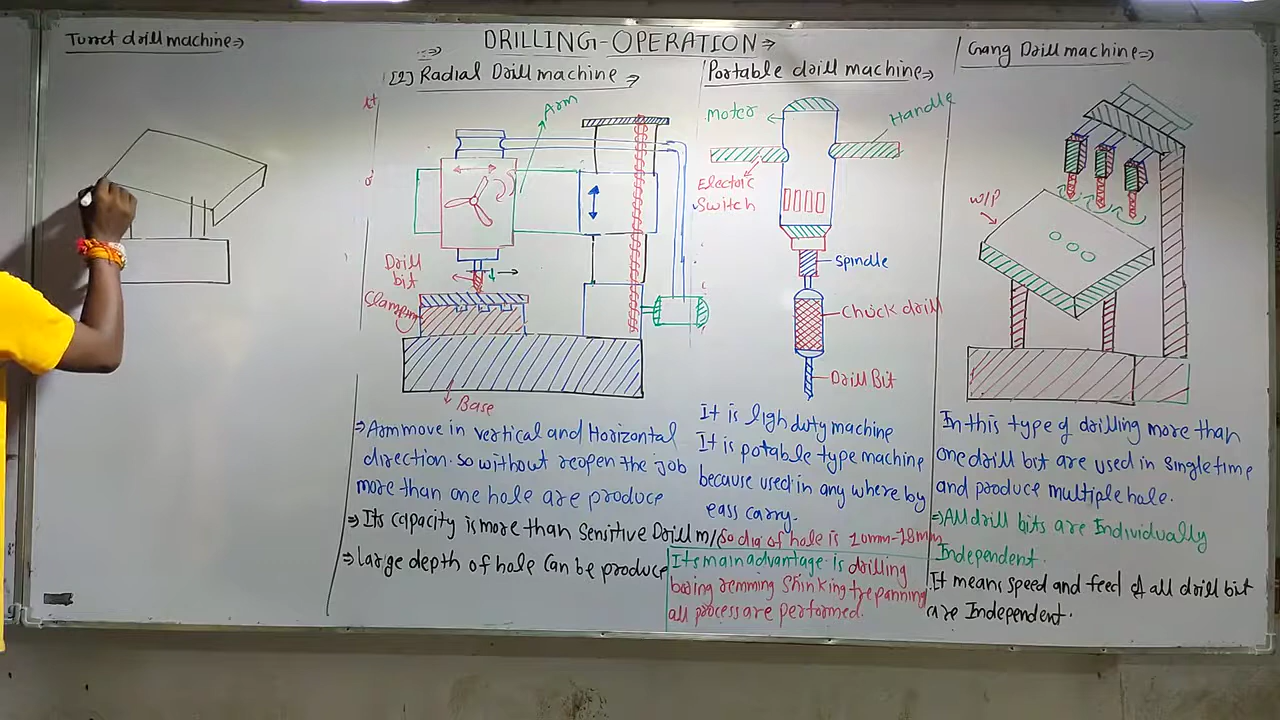 DRILLING-OPERATION⇒
Turret drill machine⇒
[2] Radial Drill machine ⇒
Arm
Drill
bit
Clamping
Base
⇒Arm move in vertical and Horizontal
direction. so without reopen the job
more than one hole are produce
⇒ Its capacity is more than Sensitive Drill m/c
⇒ large depth of hole Can be produce
Portable drill machine⇒
Motor
Handle
Electric
Switch
Spindle
Chuck drill
Drill Bit
It is ligh duty machine
It is potable type machine
because used in any where by
eass carry.
So dia of hole is 10mm-18mm
Its main advantage is drilling
boring remming Shinking trepanning
all process are performed.
Gang Drill machine⇒
W/P
In this type of drilling more than
one drill bit are used in single time
and produce multiple hole.
⇒All drill bits are Individually
Independent.
It means speed and feed of all drill bit
are Independent.